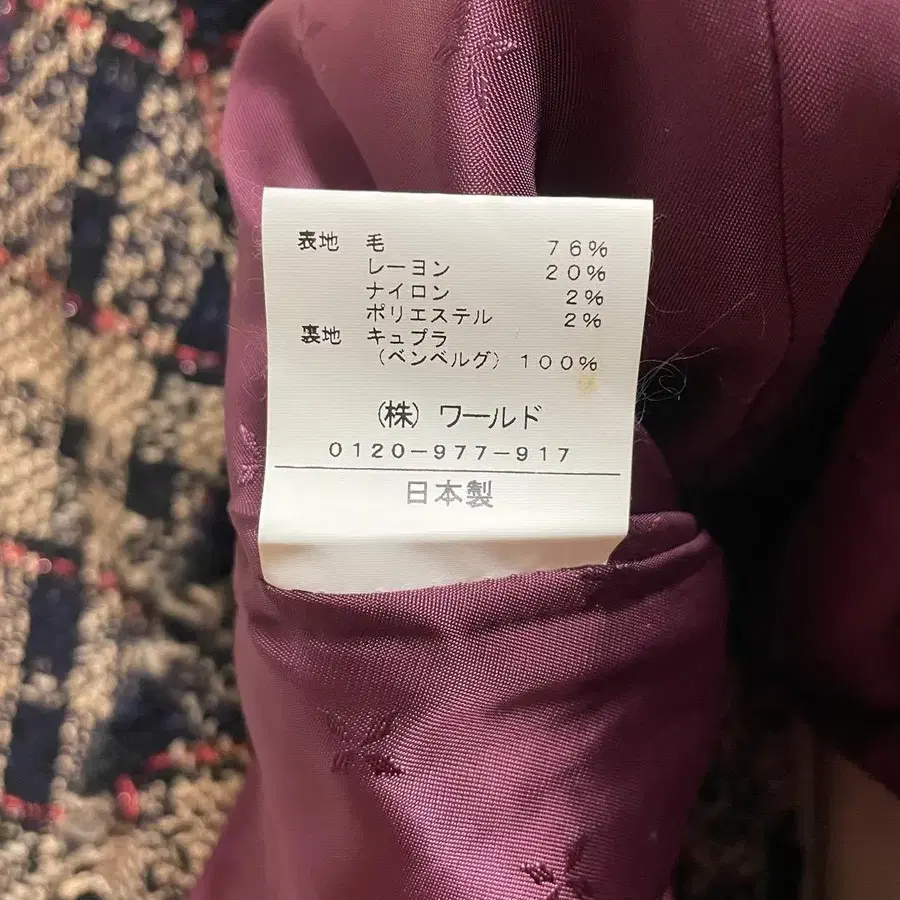 表地 毛 76%
レーヨン 20%
ナイロン 2%
ポリエステル 2%
裏地 キュプラ
(ベンベルグ) 100%
(株) ワールド
0120-977-917
日本製